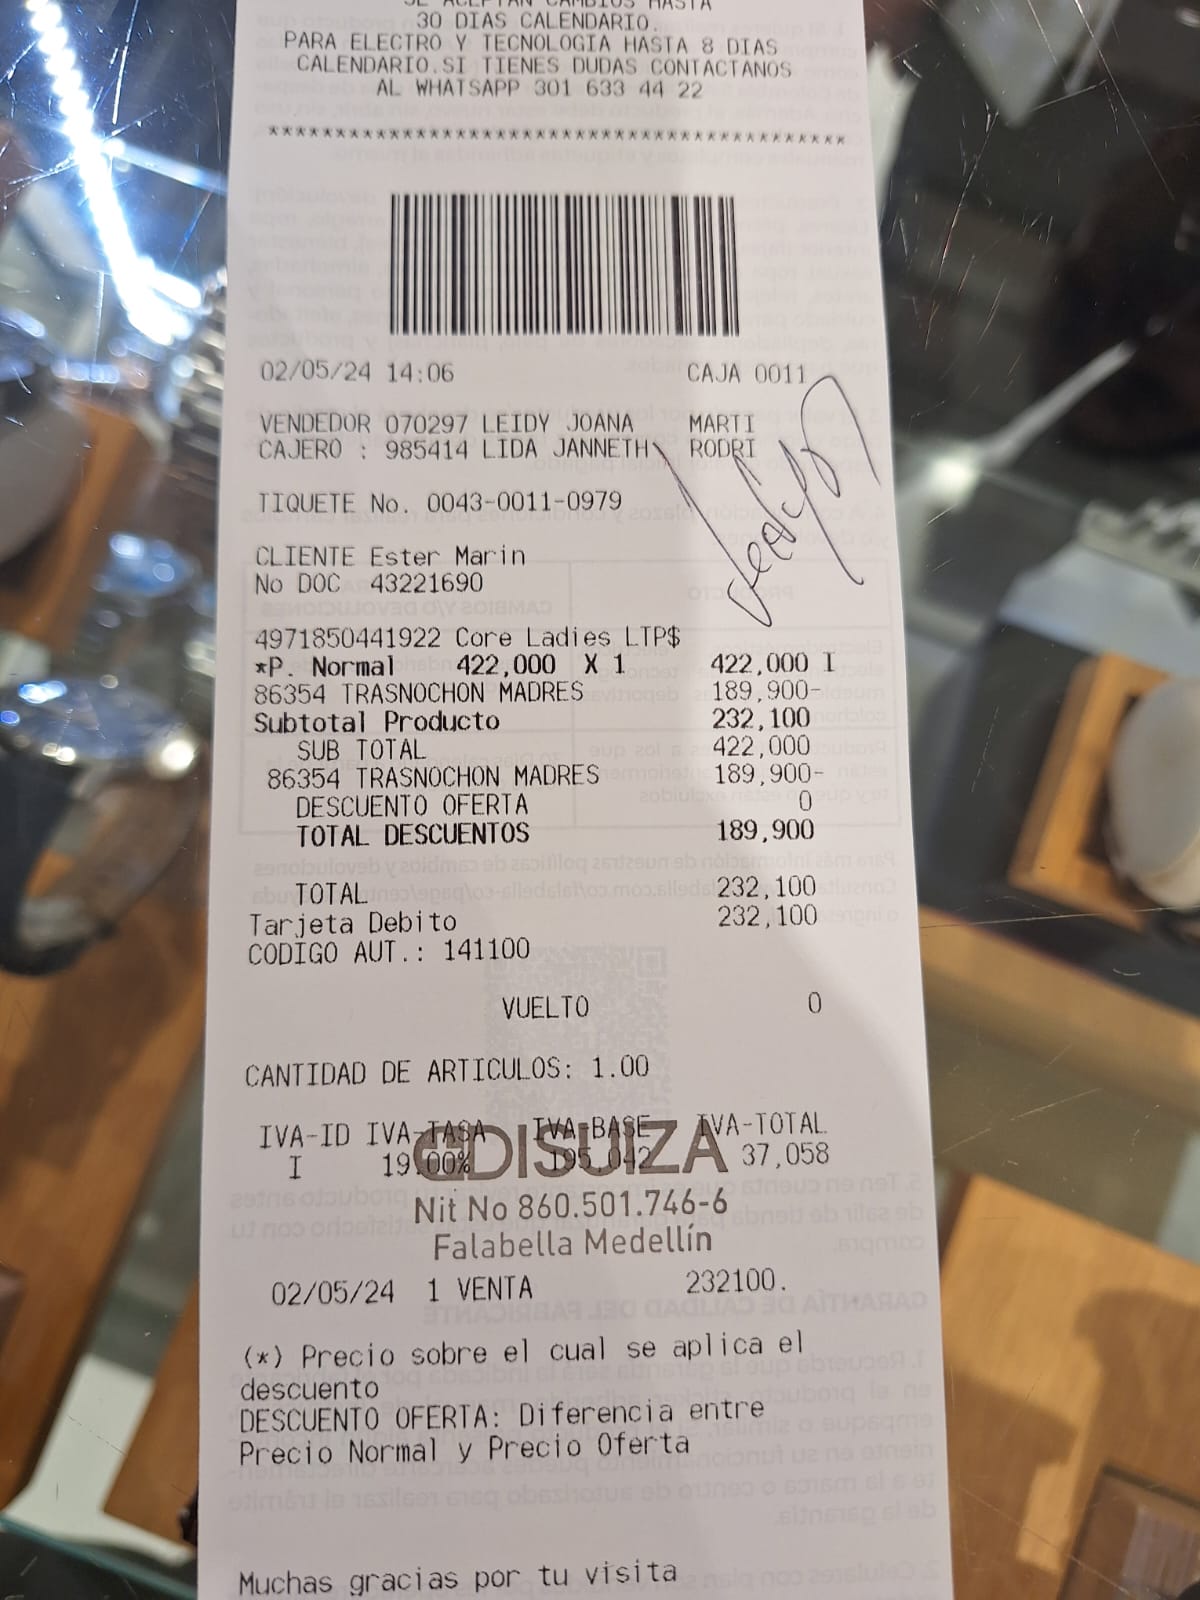 SE ACEPTAN CAMBIOS HASTA
30 DIAS CALENDARIO.
PARA ELECTRO Y TECNOLOGIA HASTA 8 DIAS
CALENDARIO.SI TIENES DUDAS CONTACTANOS
AL WHATSAPP 301 633 44 22
*******************************************
02/05/24 14:06 CAJA 0011
VENDEDOR 070297 LEIDY JOANA MARTI
CAJERO : 985414 LIDA JANNETH RODRI
TIQUETE No. 0043-0011-0979
CLIENTE Ester Marin
No DOC 43221690
4971850441922 Core Ladies LTP$
*P. Normal 422,000 X 1 422,000 I
86354 TRASNOCHON MADRES 189,900-
Subtotal Producto 232,100
SUB TOTAL 422,000
86354 TRASNOCHON MADRES 189,900-
DESCUENTO OFERTA 0
TOTAL DESCUENTOS 189,900
TOTAL 232,100
Tarjeta Debito 232,100
CODIGO AUT.: 141100
VUELTO 0
CANTIDAD DE ARTICULOS: 1.00
IVA-ID IVA-TASA IVA-BASE IVA-TOTAL
I 19.00% 195,042 37,058
DISUIZA
Nit No 860.501.746-6
Falabella Medellín
02/05/24 1 VENTA 232100.
(*) Precio sobre el cual se aplica el
descuento
DESCUENTO OFERTA: Diferencia entre
Precio Normal y Precio Oferta
Muchas gracias por tu visita